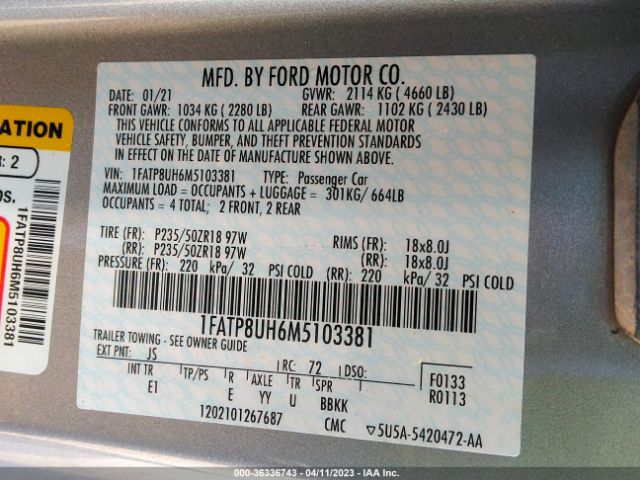 MFD. BY FORD MOTOR CO.
DATE: 01/21 GVWR: 2114 KG ( 4660 LB)
FRONT GAWR: 1034 KG ( 2280 LB) REAR GAWR: 1102 KG ( 2430 LB)
THIS VEHICLE CONFORMS TO ALL APPLICABLE FEDERAL MOTOR
VEHICLE SAFETY, BUMPER, AND THEFT PREVENTION STANDARDS
IN EFFECT ON THE DATE OF MANUFACTURE SHOWN ABOVE.
VIN: 1FATP8UH6M5103381 TYPE: Passenger Car
MAXIMUM LOAD = OCCUPANTS + LUGGAGE = 301KG/ 664LB
OCCUPANTS = 4 TOTAL; 2 FRONT, 2 REAR
TIRE (FR): P235/50ZR18 97W RIMS (FR): 18x8.0J
(RR): P235/50ZR18 97W (RR): 18x8.0J
PRESSURE (FR): 220 kPa/ 32 PSI COLD (RR): 220 kPa/ 32 PSI COLD
1FATP8UH6M5103381
TRAILER TOWING - SEE OWNER GUIDE
EXT PNT: JS RC: 72 DSO:
INT TR TP/PS R AXLE TR SPR
E1 E YY U BBKK
F0133
R0113
1202101267687 CMC ▽5U5A-5420472-AA
ATION
R: 2
os.
1FATP8UH6M5103381
000-36336743 - 04/11/2023 - IAA Inc.